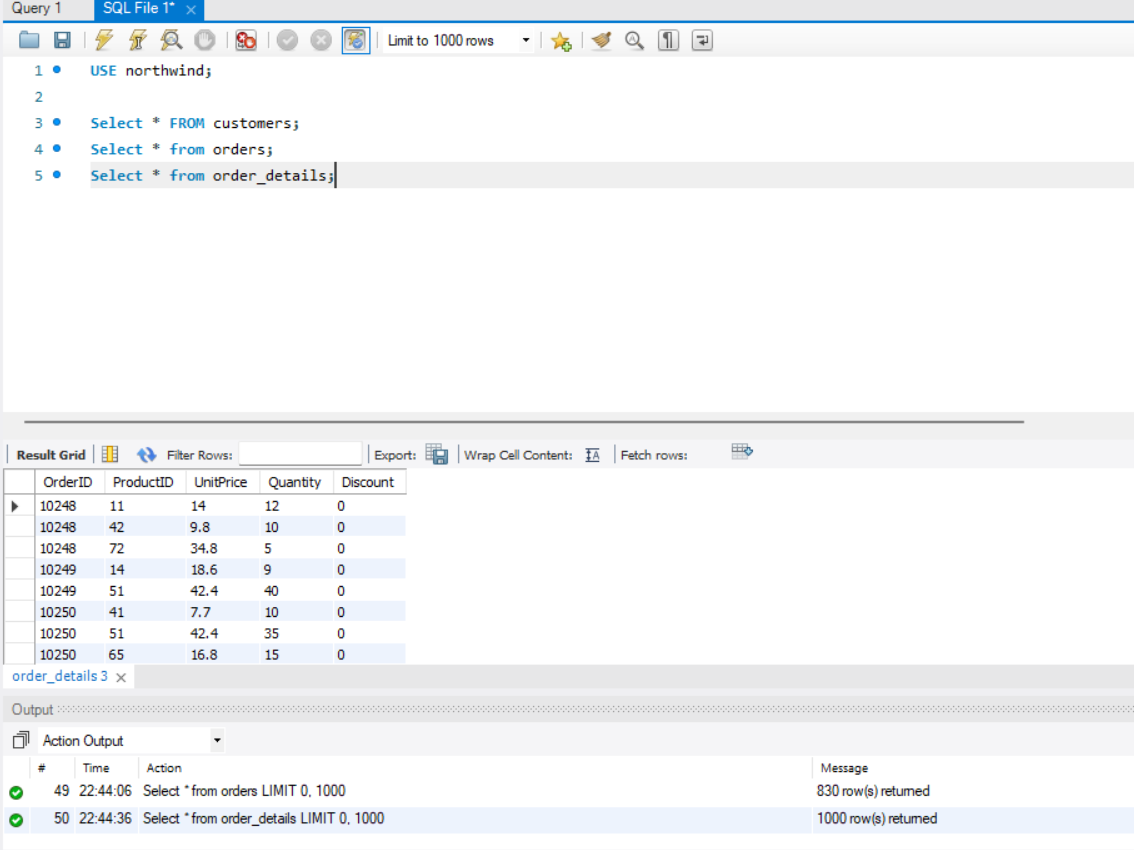 Query 1 SQL File 1*
Limit to 1000 rows
1 USE northwind;
2
3 Select * FROM customers;
4 Select * from orders;
5 Select * from order_details;
Result Grid Filter Rows: Export: Wrap Cell Content: Fetch rows:
OrderID ProductID UnitPrice Quantity Discount
10248 11 14 12 0
10248 42 9.8 10 0
10248 72 34.8 5 0
10249 14 18.6 9 0
10249 51 42.4 40 0
10250 41 7.7 10 0
10250 51 42.4 35 0
10250 65 16.8 15 0
order_details 3
Output
Action Output
# Time Action Message
49 22:44:06 Select * from orders LIMIT 0, 1000 830 row(s) returned
50 22:44:36 Select * from order_details LIMIT 0, 1000 1000 row(s) returned